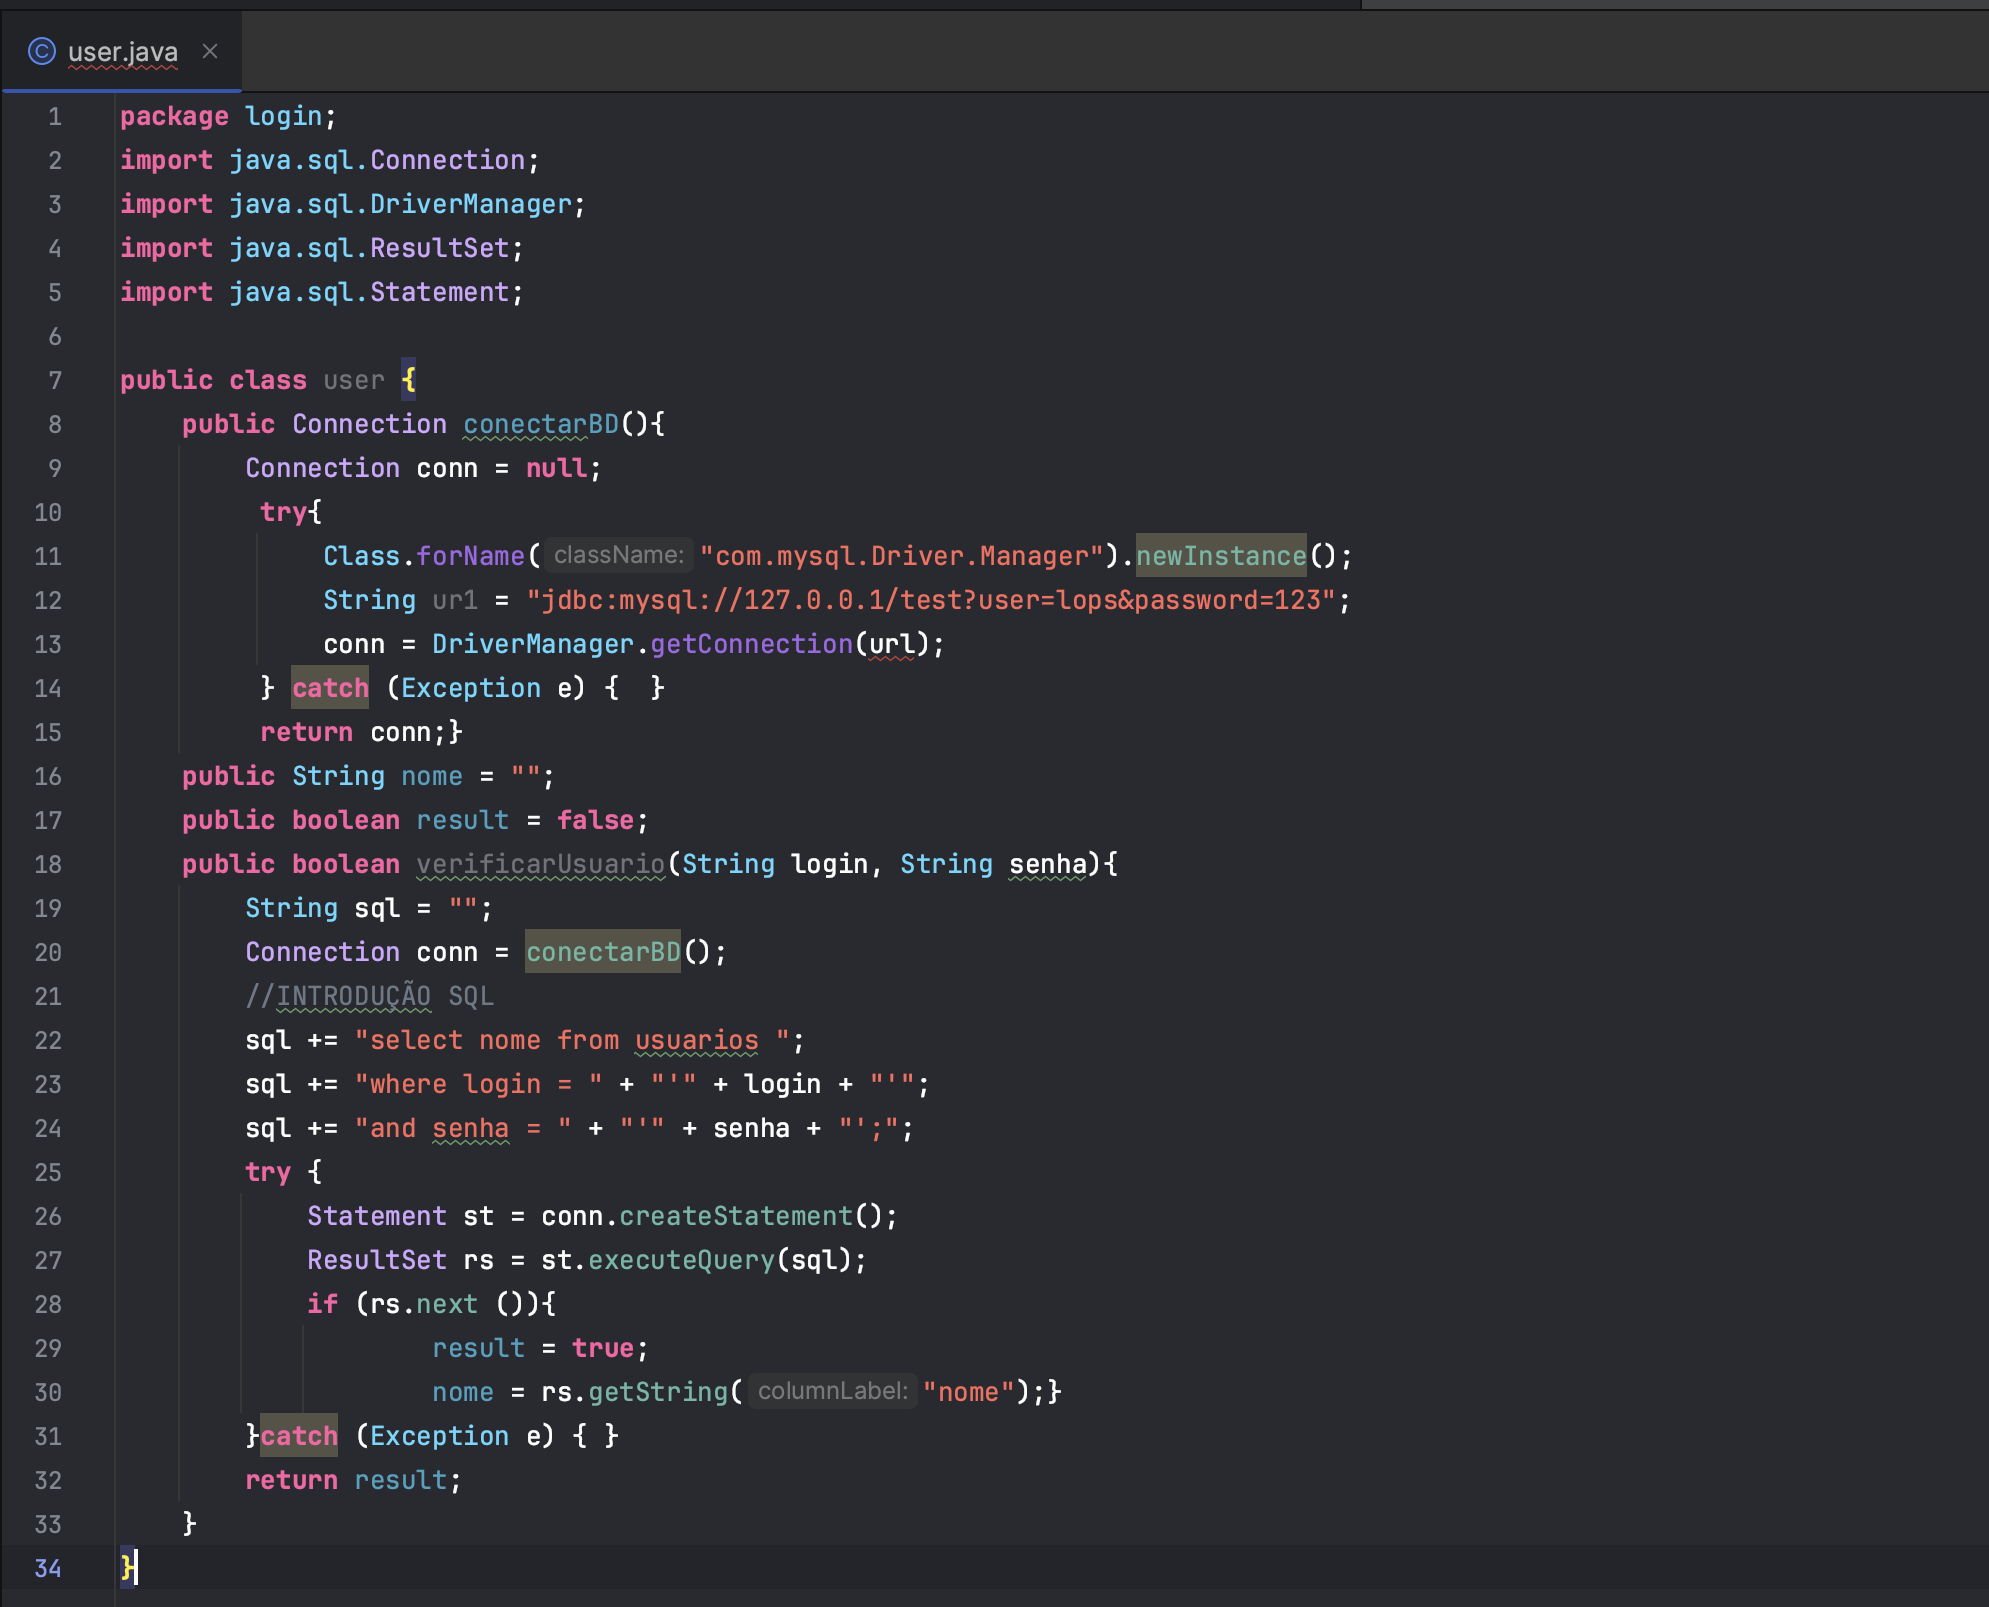 user.java
1 package login;
2 import java.sql.Connection;
3 import java.sql.DriverManager;
4 import java.sql.ResultSet;
5 import java.sql.Statement;
6
7 public class user {
8 public Connection conectarBD(){
9 Connection conn = null;
10 try{
11 Class.forName( className: "com.mysql.Driver.Manager").newInstance();
12 String ur1 = "jdbc:mysql://127.0.0.1/test?user=lops&password=123";
13 conn = DriverManager.getConnection(url);
14 } catch (Exception e) {  }
15 return conn;}
16 public String nome = "";
17 public boolean result = false;
18 public boolean verificarUsuario(String login, String senha){
19 String sql = "";
20 Connection conn = conectarBD();
21 //INTRODUÇÃO SQL
22 sql += "select nome from usuarios ";
23 sql += "where login = " + "'" + login + "'";
24 sql += "and senha = " + "'" + senha + "';";
25 try {
26 Statement st = conn.createStatement();
27 ResultSet rs = st.executeQuery(sql);
28 if (rs.next ()){
29 result = true;
30 nome = rs.getString( columnLabel: "nome");}
31 }catch (Exception e) { }
32 return result;
33 }
34 }